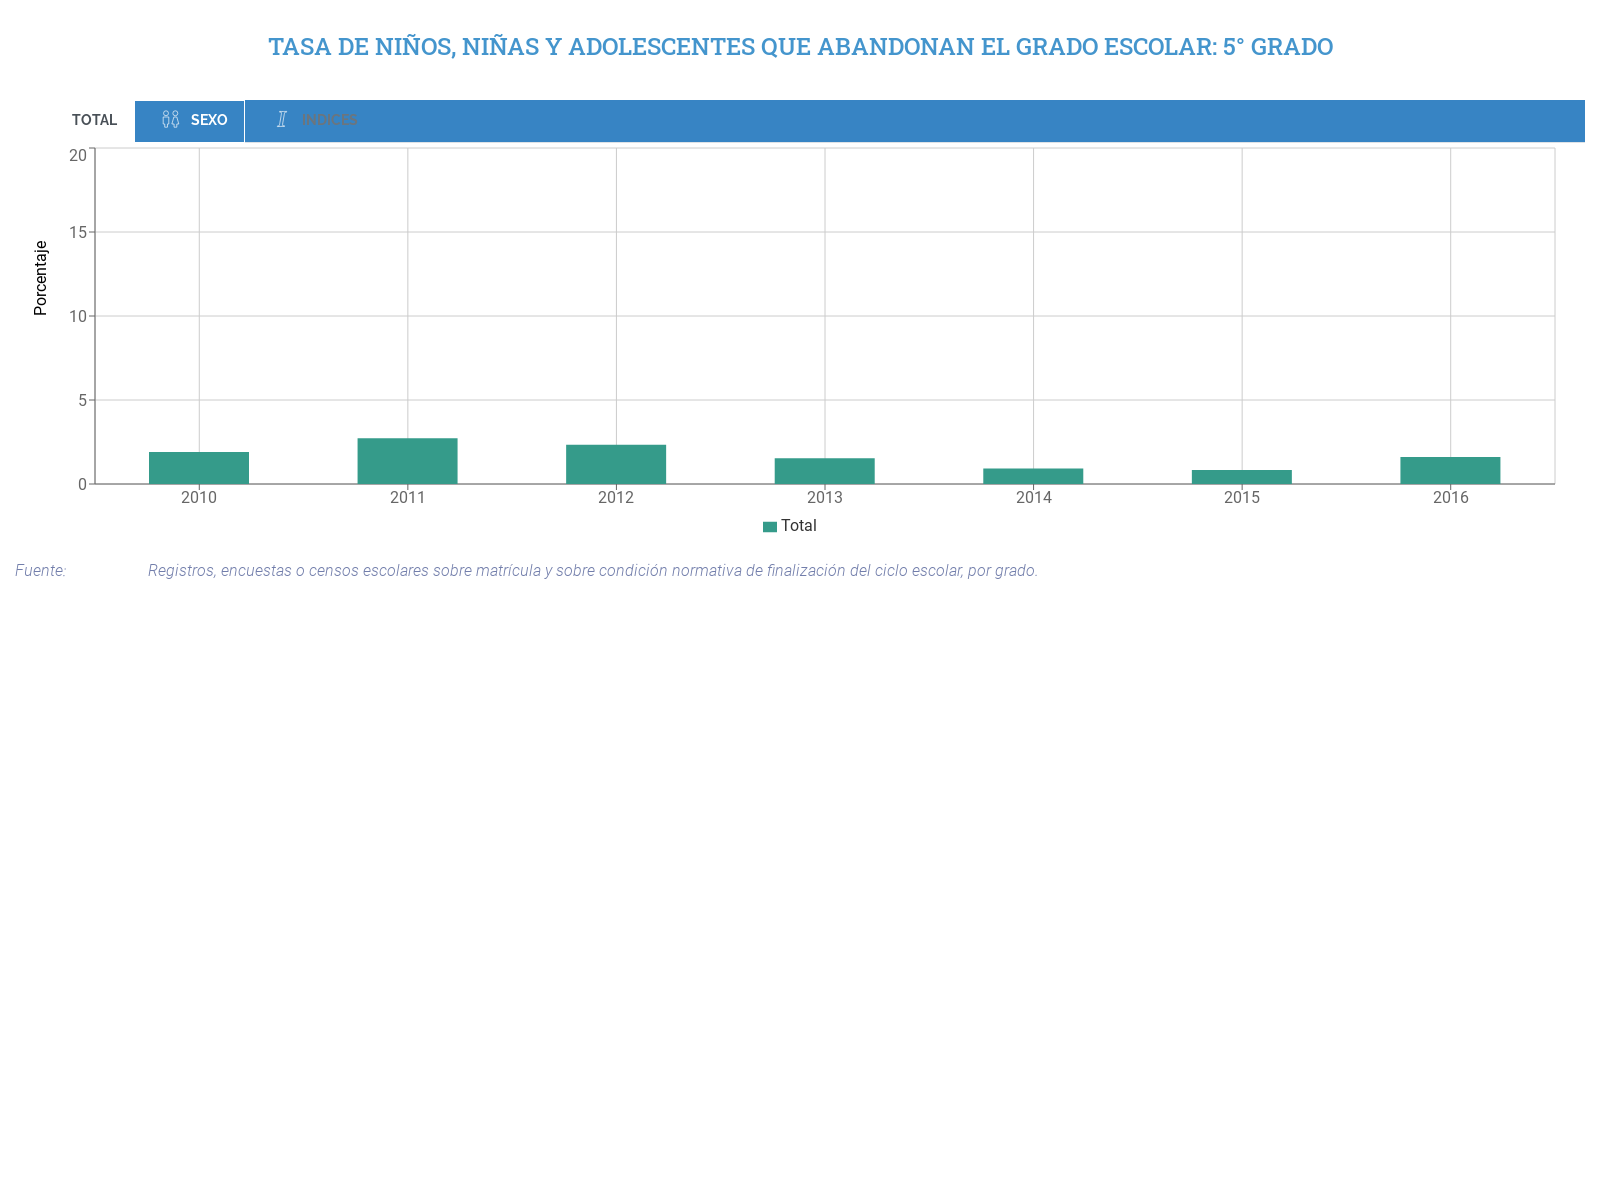 TASA DE NIÑOS, NIÑAS Y ADOLESCENTES QUE ABANDONAN EL GRADO ESCOLAR: 5° GRADO
TOTAL SEXO INDICES
20
15
10
5
0
Porcentaje
2010 2011 2012 2013 2014 2015 2016
Total
Fuente: Registros, encuestas o censos escolares sobre matrícula y sobre condición normativa de finalización del ciclo escolar, por grado.